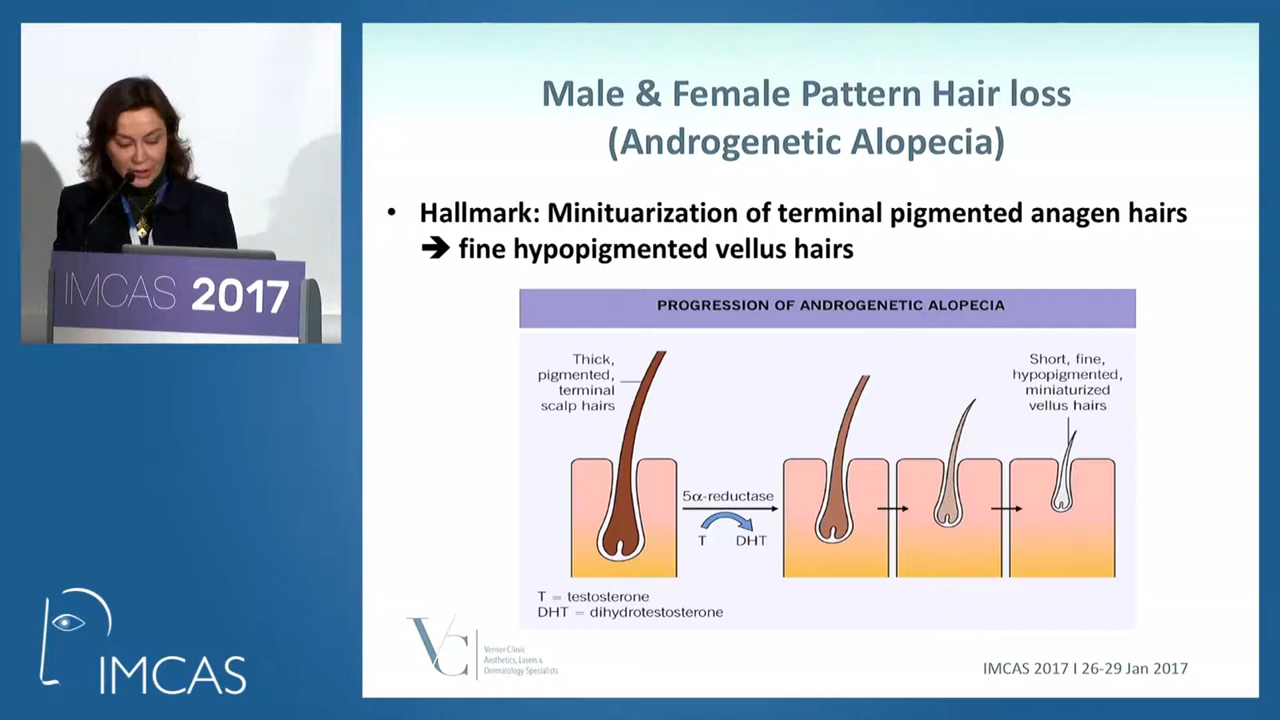 Male & Female Pattern Hair loss
(Androgenetic Alopecia)
• Hallmark: Minituarization of terminal pigmented anagen hairs
➔ fine hypopigmented vellus hairs
PROGRESSION OF ANDROGENETIC ALOPECIA
Thick,
pigmented,
terminal
scalp hairs
Short, fine,
hypopigmented,
miniaturized
vellus hairs
5α-reductase
T DHT
T = testosterone
DHT = dihydrotestosterone
VC
Verner Clinic
Aesthetics, Lasers &
Dermatology Specialists
IMCAS 2017 I 26-29 Jan 2017
IMCAS 2017
IMCAS